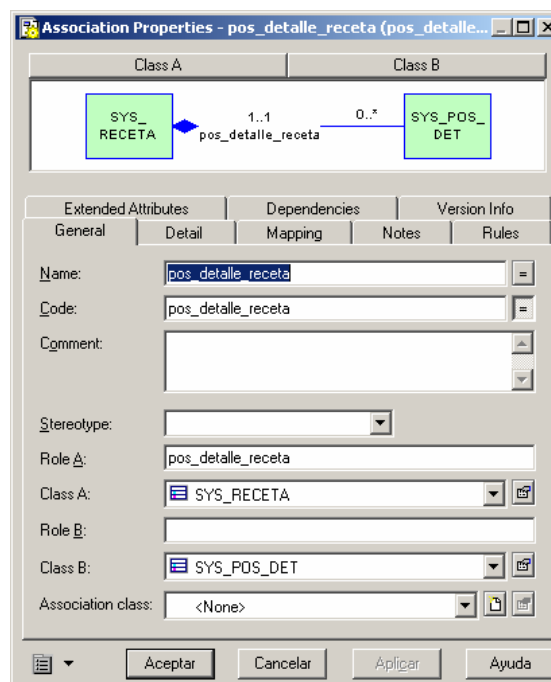 Association Properties - pos_detalle_receta (pos_detalle...
Class A
Class B
SYS_
RECETA
1..1
pos_detalle_receta
0..*
SYS_POS_
DET
Extended Attributes
Dependencies
Version Info
General
Detail
Mapping
Notes
Rules
Name:
pos_detalle_receta
=
Code:
pos_detalle_receta
=
Comment:
Stereotype:
Role A:
pos_detalle_receta
Class A:
SYS_RECETA
Role B:
Class B:
SYS_POS_DET
Association class:
<None>
Aceptar
Cancelar
Aplicar
Ayuda